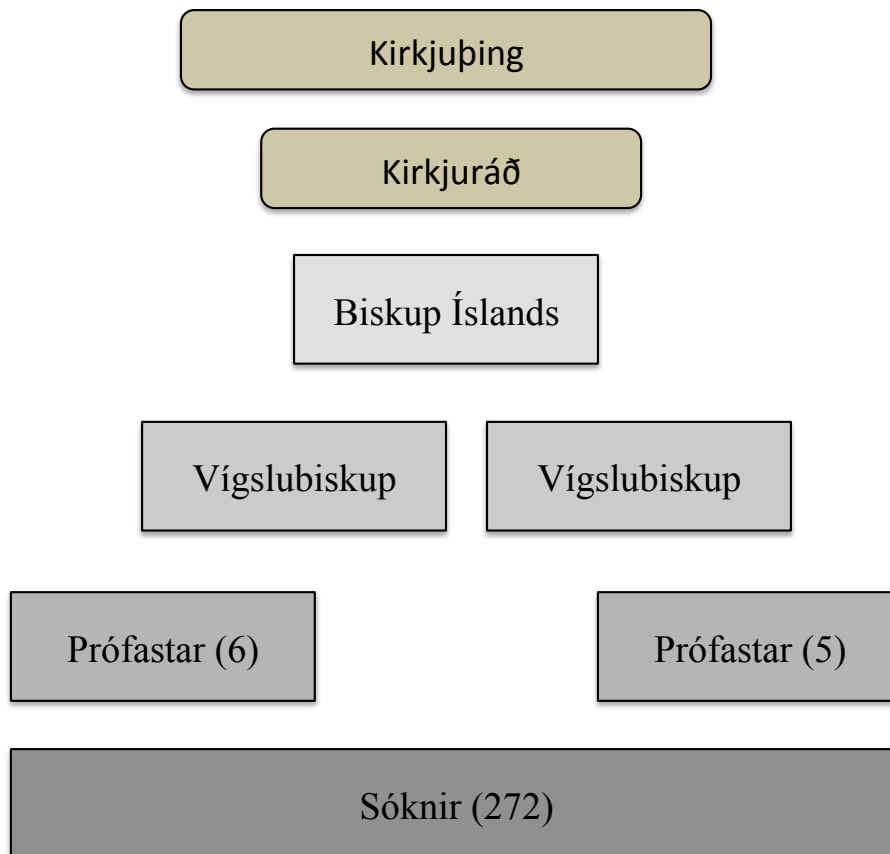 Kirkjuþing
Kirkjuráð
Biskup Íslands
Vígslubiskup Vígslubiskup
Prófastar (6) Prófastar (5)
Sóknir (272)